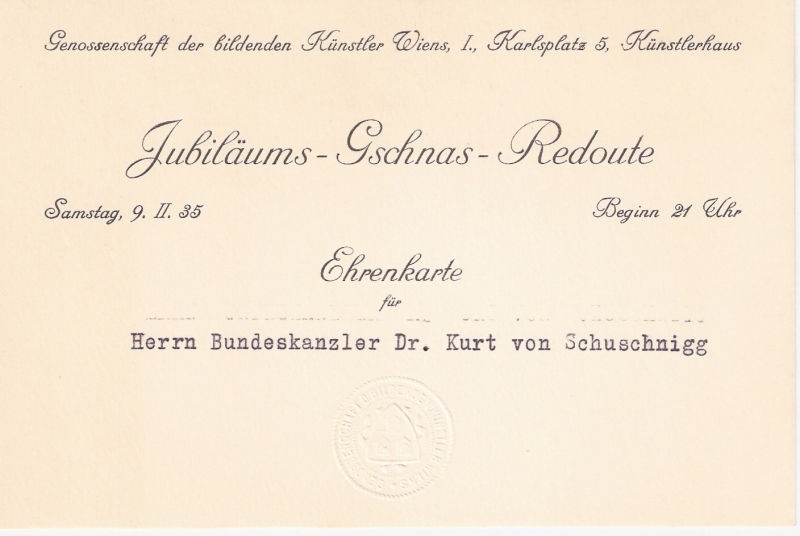 Genossenschaft der bildenden Künstler Wiens, I., Karlsplatz 5, Künstlerhaus
Jubiläums - Gschnas - Redoute
Samstag, 9. II. 35
Beginn 21 Uhr
Ehrenkarte
für
Herrn Bundeskanzler Dr. Kurt von Schuschnigg